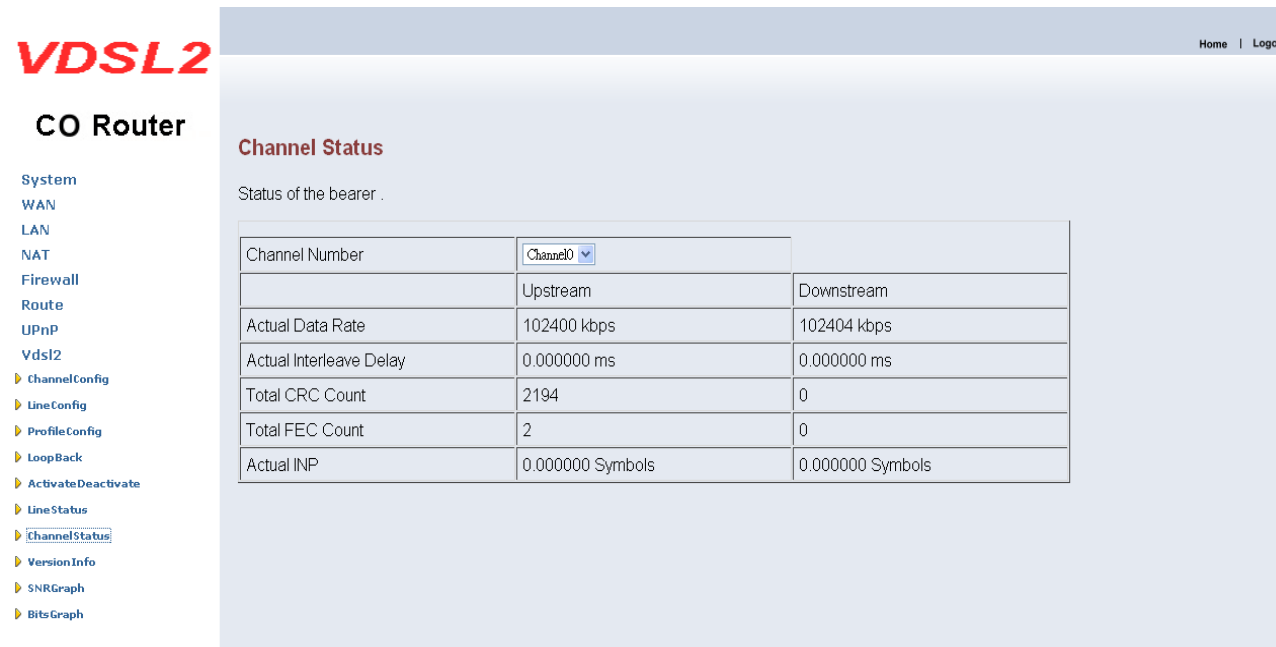 VDSL2
CO Router
Home | Logo
System
WAN
LAN
NAT
Firewall
Route
UPnP
Vdsl2
ChannelConfig
LineConfig
ProfileConfig
LoopBack
ActivateDeactivate
LineStatus
ChannelStatus
VersionInfo
SNRGraph
BitsGraph
Channel Status
Status of the bearer .
Channel Number Channel0
Upstream Downstream
Actual Data Rate 102400 kbps 102404 kbps
Actual Interleave Delay 0.000000 ms 0.000000 ms
Total CRC Count 2194 0
Total FEC Count 2 0
Actual INP 0.000000 Symbols 0.000000 Symbols